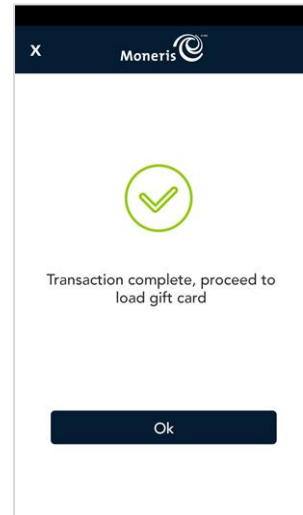 X
Moneris
Transaction complete, proceed to
load gift card
Ok